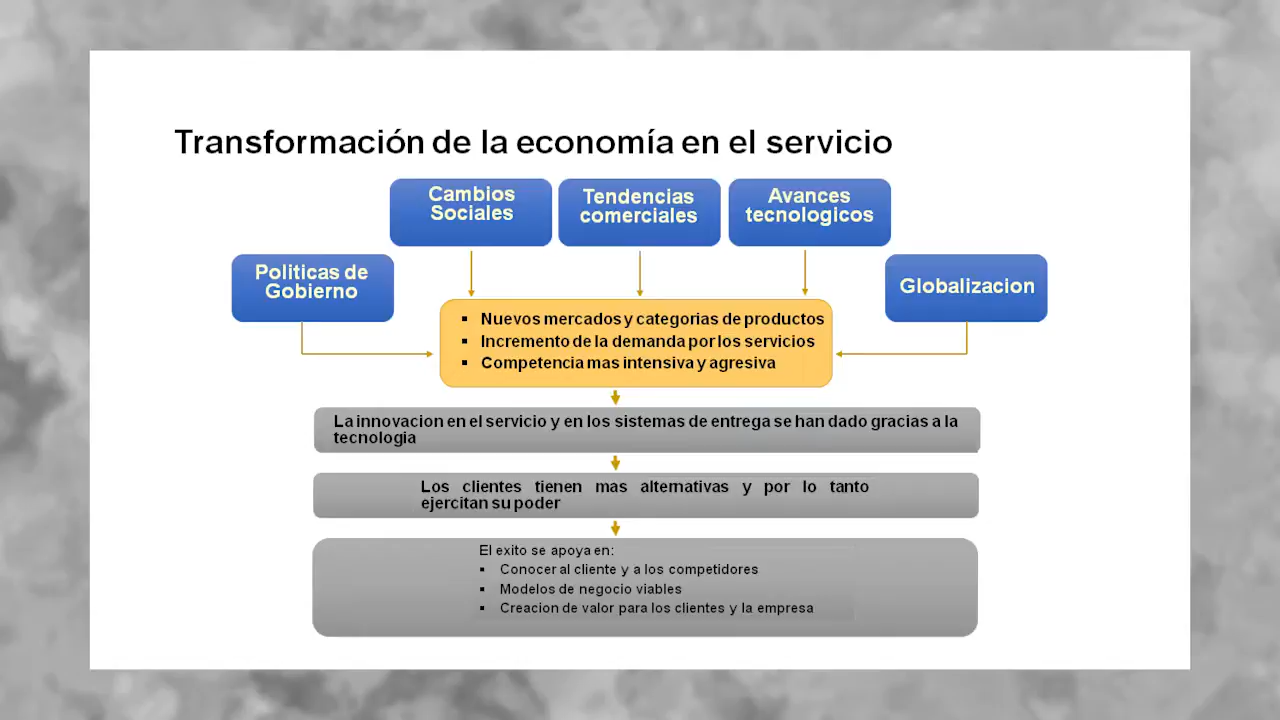 Transformación de la economía en el servicio
Cambios
Sociales
Tendencias
comerciales
Avances
tecnologicos
Politicas de
Gobierno
Globalizacion
▪ Nuevos mercados y categorias de productos
▪ Incremento de la demanda por los servicios
▪ Competencia mas intensiva y agresiva
La innovacion en el servicio y en los sistemas de entrega se han dado gracias a la
tecnologia
Los clientes tienen mas alternativas y por lo tanto
ejercitan su poder
El exito se apoya en:
▪ Conocer al cliente y a los competidores
▪ Modelos de negocio viables
▪ Creacion de valor para los clientes y la empresa